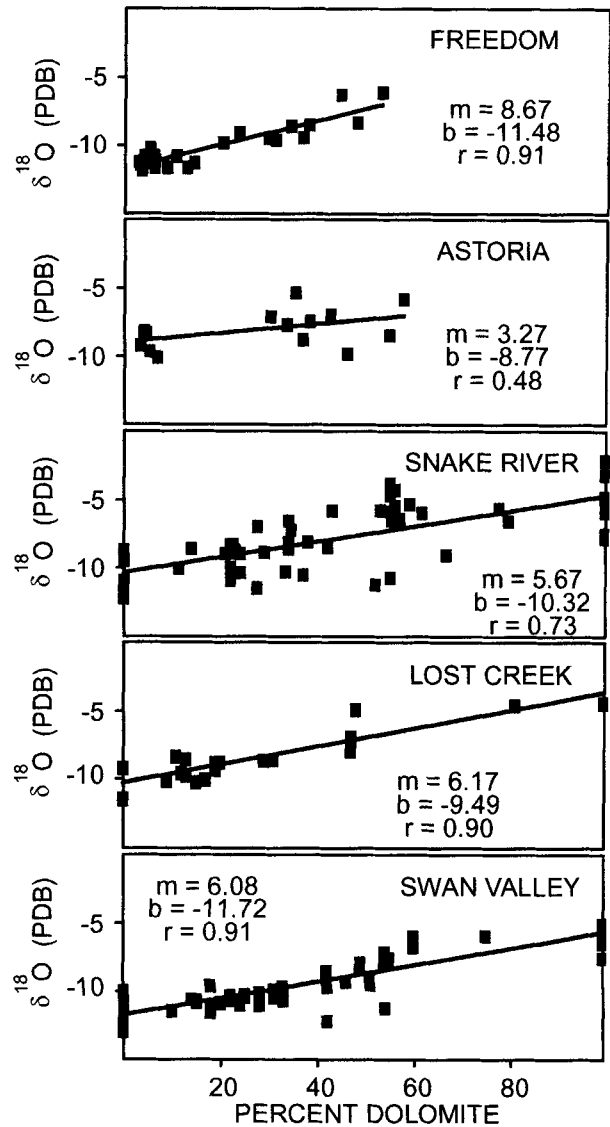 FREEDOM
-5
-10
δ18O (PDB)
m = 8.67
b = -11.48
r = 0.91
ASTORIA
-5
-10
δ18O (PDB)
m = 3.27
b = -8.77
r = 0.48
SNAKE RIVER
-5
-10
δ18O (PDB)
m = 5.67
b = -10.32
r = 0.73
LOST CREEK
-5
-10
δ18O (PDB)
m = 6.17
b = -9.49
r = 0.90
SWAN VALLEY
m = 6.08
b = -11.72
r = 0.91
-5
-10
δ18O (PDB)
20 40 60 80
PERCENT DOLOMITE